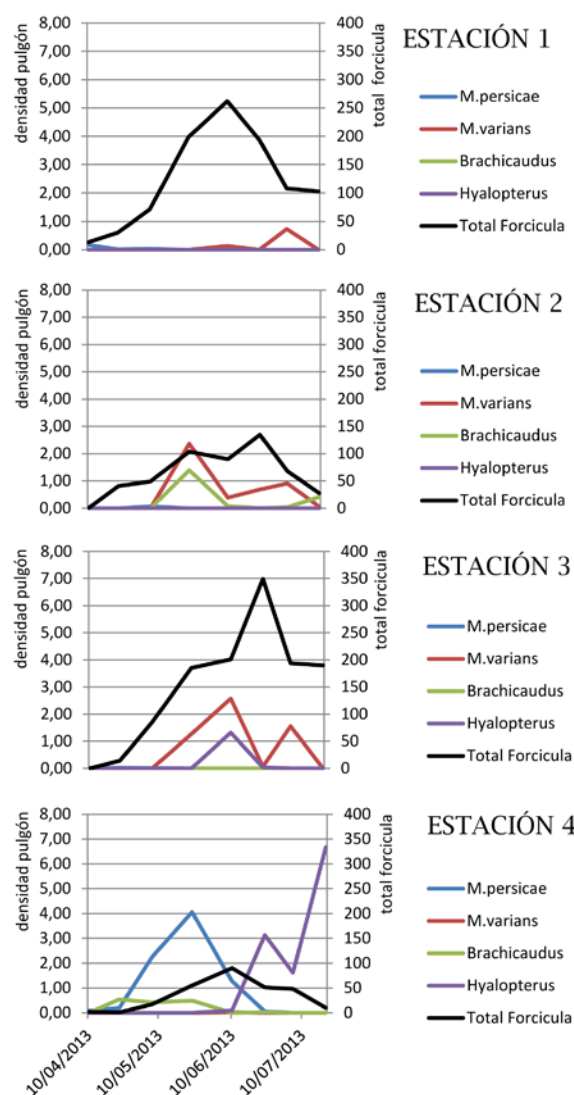 ESTACIÓN 1
densidad pulgón
8,00
7,00
6,00
5,00
4,00
3,00
2,00
1,00
0,00
400
350
300
250
200
150
100
50
0
total forcicula
M.persicae
M.varians
Brachicaudus
Hyalopterus
Total Forcicula
ESTACIÓN 2
densidad pulgón
8,00
7,00
6,00
5,00
4,00
3,00
2,00
1,00
0,00
400
350
300
250
200
150
100
50
0
total forcicula
M.persicae
M.varians
Brachicaudus
Hyalopterus
Total Forcicula
ESTACIÓN 3
densidad pulgón
8,00
7,00
6,00
5,00
4,00
3,00
2,00
1,00
0,00
400
350
300
250
200
150
100
50
0
total forcicula
M.persicae
M.varians
Brachicaudus
Hyalopterus
Total Forcicula
ESTACIÓN 4
densidad pulgón
8,00
7,00
6,00
5,00
4,00
3,00
2,00
1,00
0,00
400
350
300
250
200
150
100
50
0
total forcicula
M.persicae
M.varians
Brachicaudus
Hyalopterus
Total Forcicula
10/04/2013
10/05/2013
10/06/2013
10/07/2013